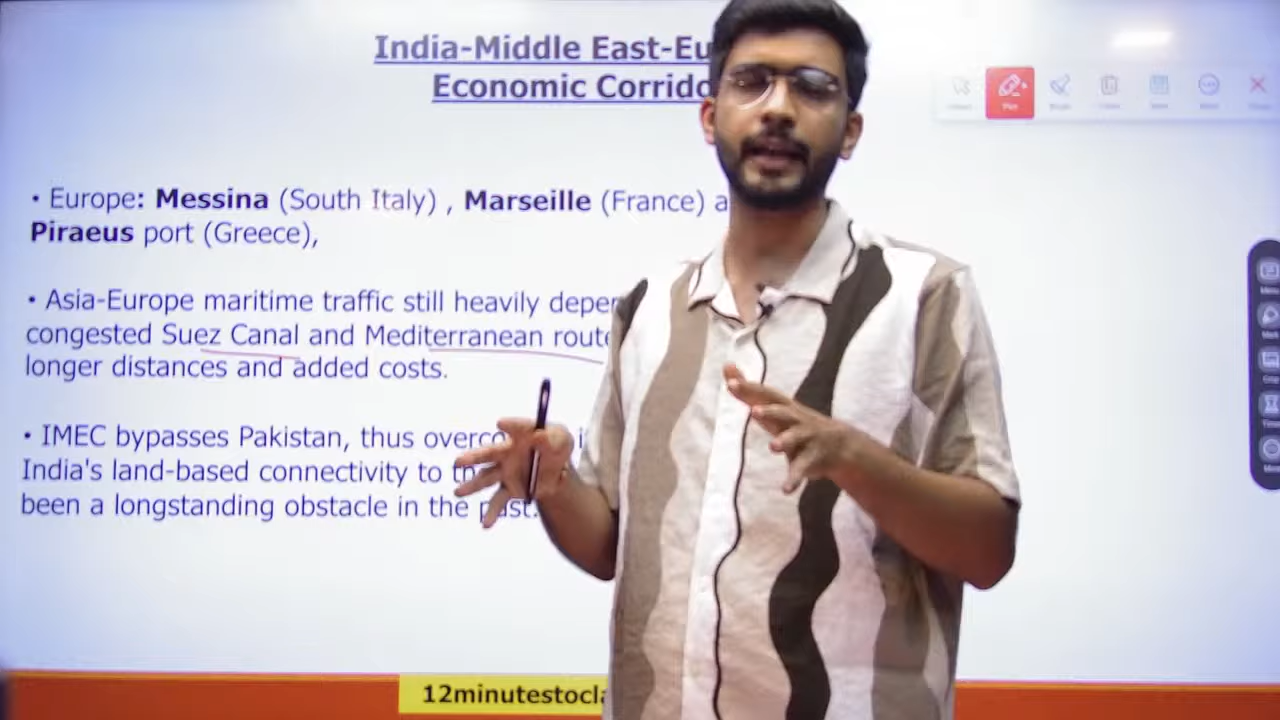 India-Middle East-Eu
Economic Corrido
• Europe: Messina (South Italy) , Marseille (France) a
Piraeus port (Greece),
• Asia-Europe maritime traffic still heavily depen
congested Suez Canal and Mediterranean route
longer distances and added costs.
• IMEC bypasses Pakistan, thus overco
India's land-based connectivity to
been a longstanding obstacle in the past.
12minutestocla